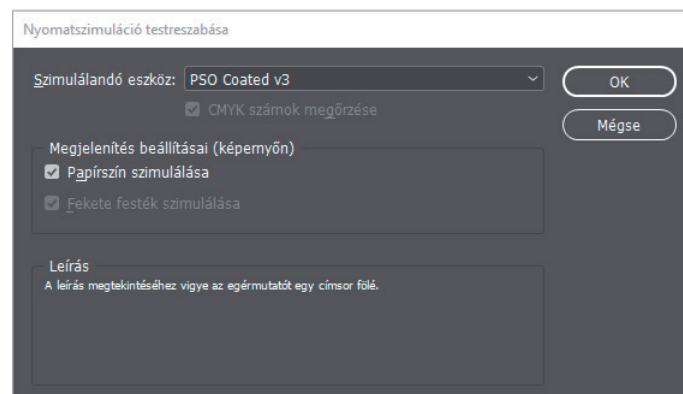 Nyomatszimuláció testreszabása
Szimulálandó eszköz: PSO Coated v3
OK
CMYK számok megőrzése
Mégse
Megjelenítés beállításai (képernyőn)
Papírszín szimulálása
Fekete festék szimulálása
Leírás
A leírás megtekintéséhez vigye az egérmutatót egy címsor fölé.